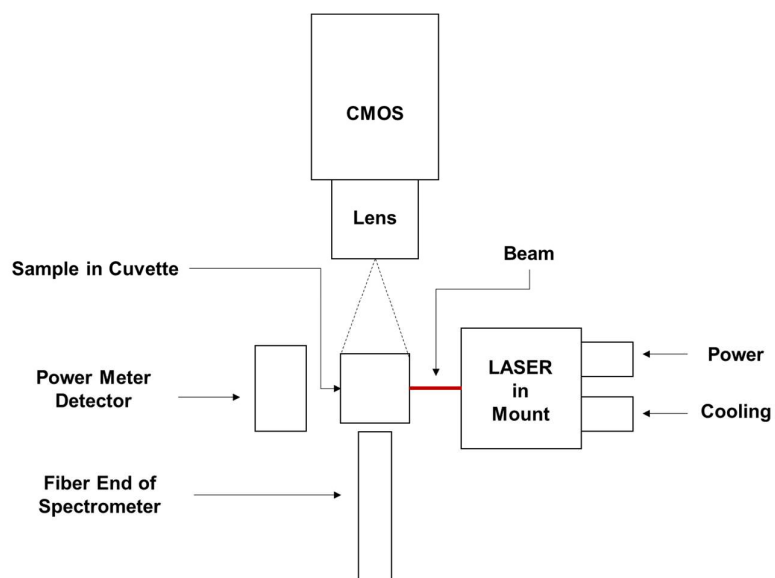 CMOS
Lens
Sample in Cuvette
Beam
Power Meter
Detector
LASER
in
Mount
Power
Cooling
Fiber End of
Spectrometer